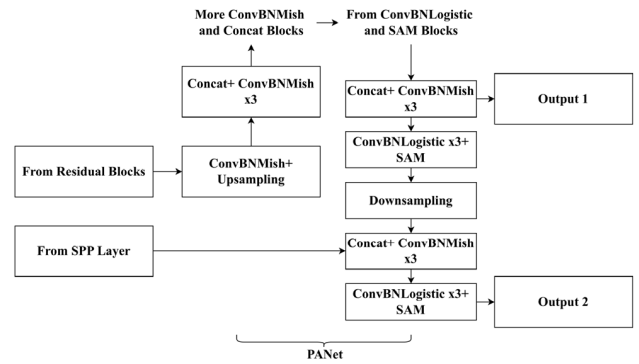 More ConvBNMish
and Concat Blocks
From ConvBNLogistic
and SAM Blocks
Concat+ ConvBNMish
x3
Concat+ ConvBNMish
x3
Output 1
ConvBNLogistic x3+
SAM
From Residual Blocks
ConvBNMish+
Upsampling
Downsampling
From SPP Layer
Concat+ ConvBNMish
x3
ConvBNLogistic x3+
SAM
Output 2
PANet